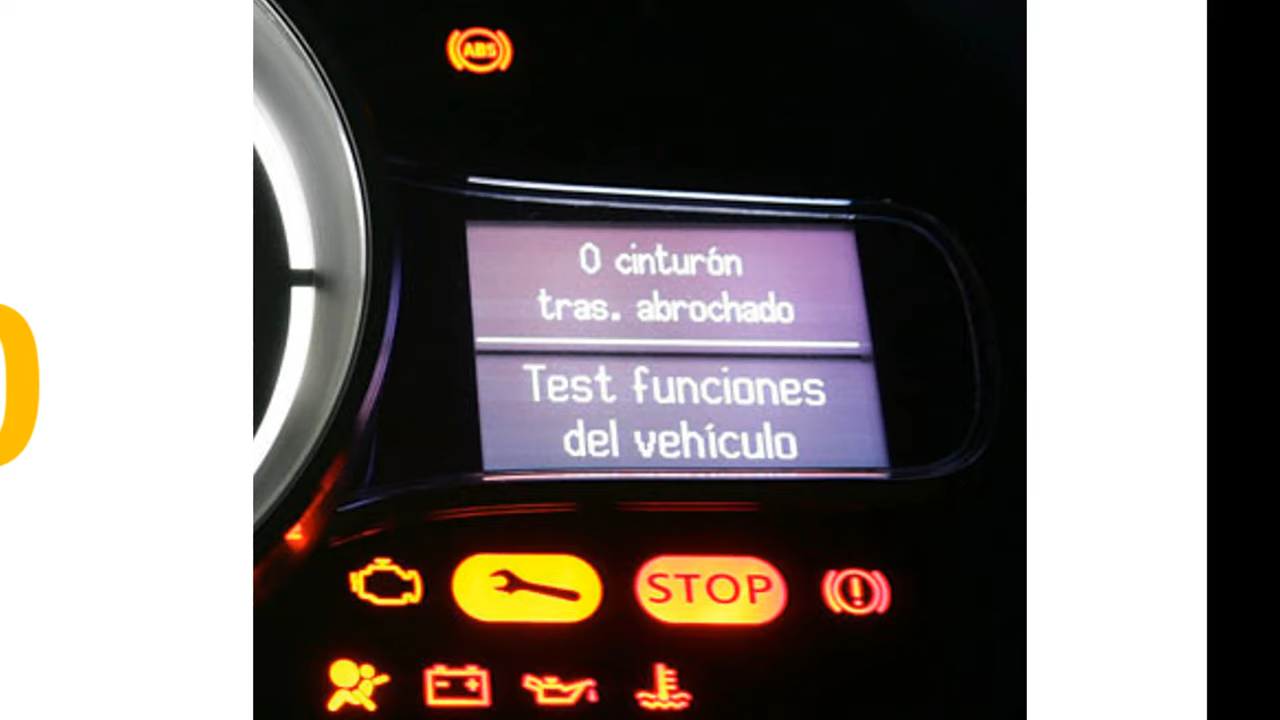 ABS
0 cinturón
tras. abrochado
Test funciones
del vehículo
STOP